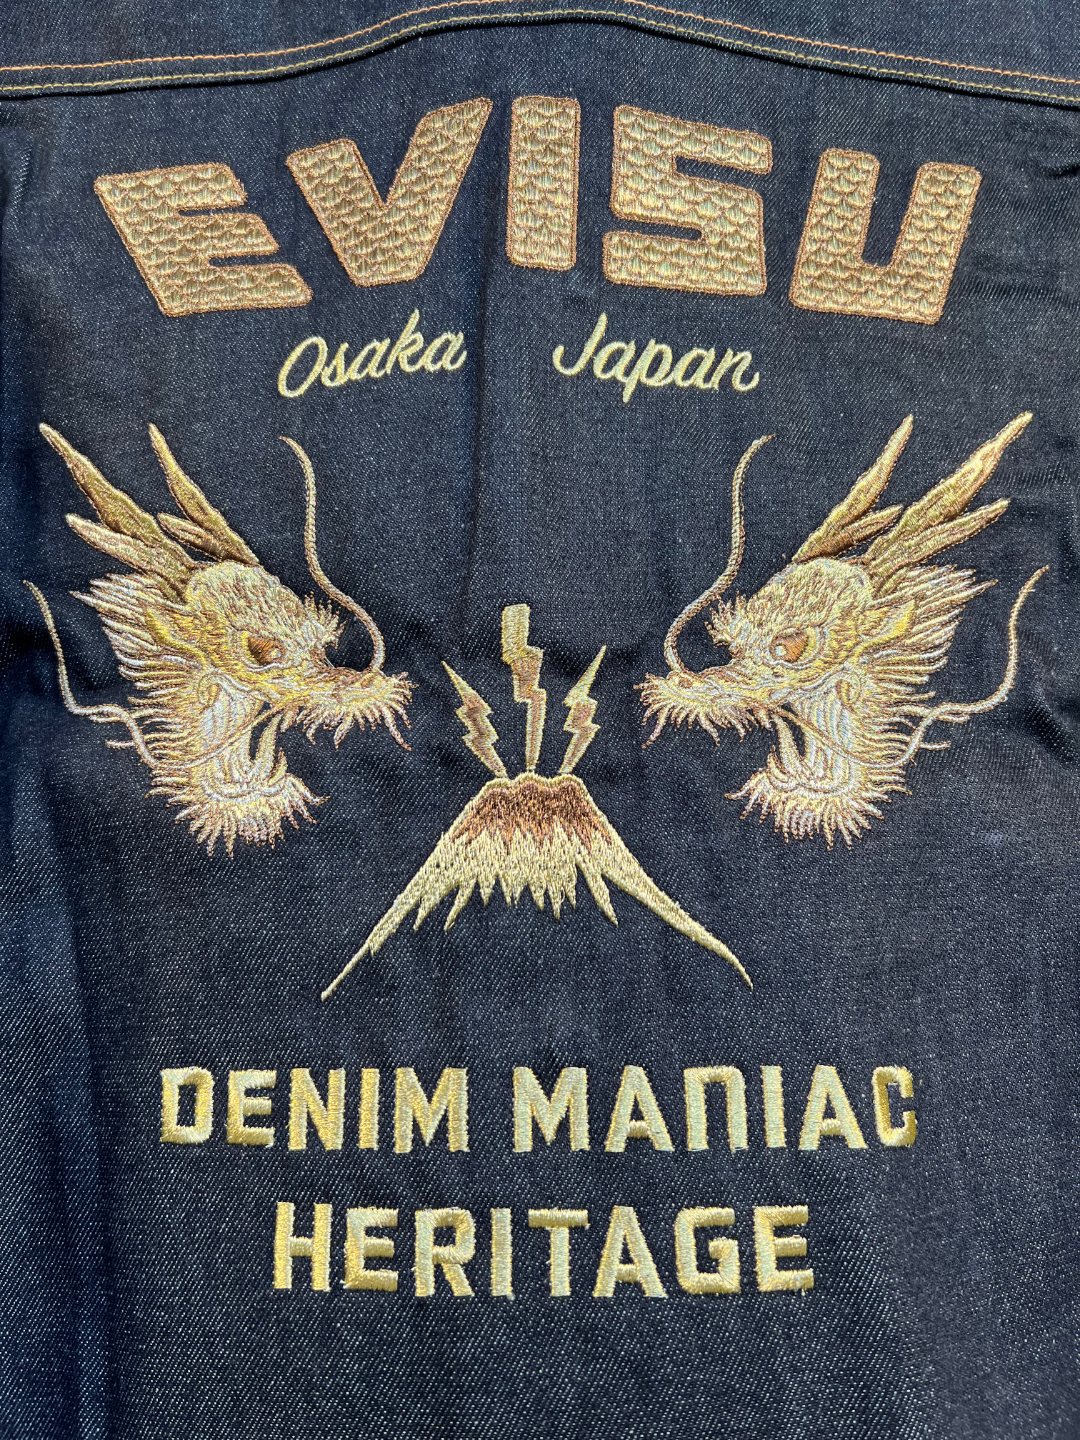 EVISU
Osaka Japan
DENIM MANIAC
HERITAGE